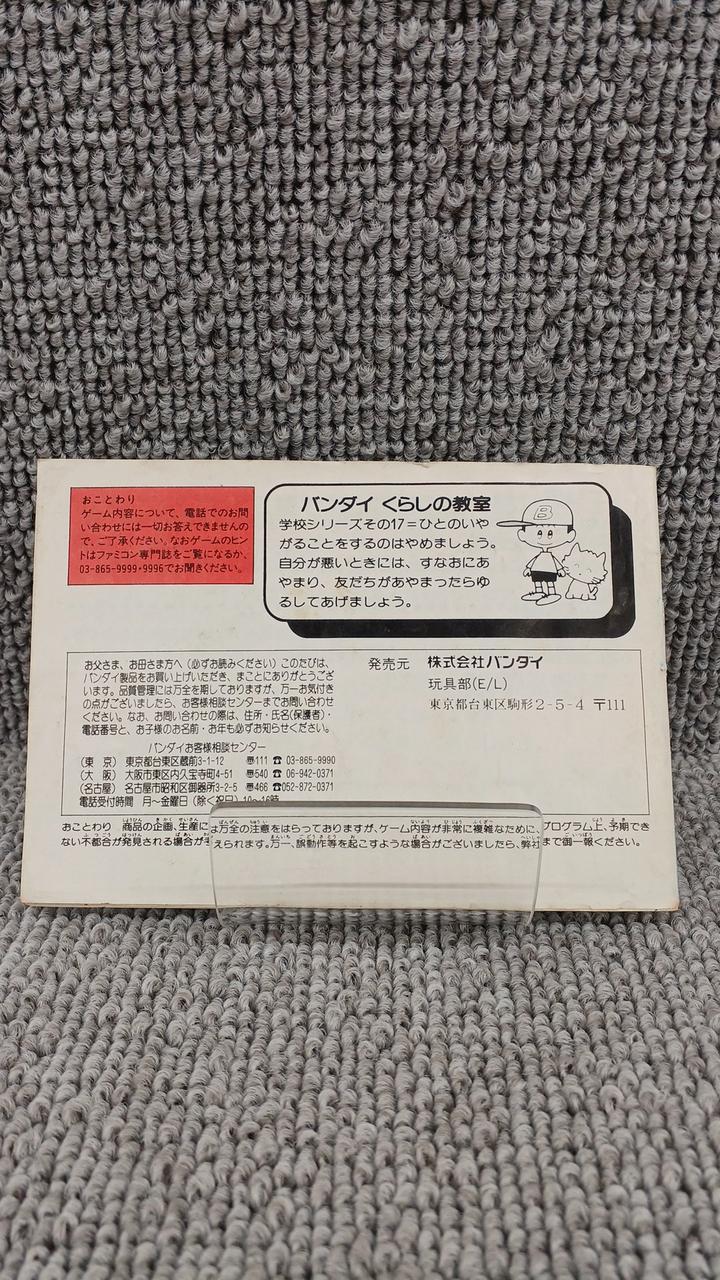 おことわり
ゲーム内容について、電話でのお問
い合わせには一切お答えできませんの
で、ご了承ください。なおゲームのヒン
トはファミコン専門誌をご覧になるか、
03-865-9999・9996でお聞きください。
バンダイ くらしの教室
学校シリーズその17＝ひとのいや
がることをするのはやめましょう。
自分が悪いときには、すなおにあ
やまり、友だちがあやまったらゆ
るしてあげましょう。
B
お父さま、お母さま方へ（必ずお読みください）このたびは、
バンダイ製品をお買い上げいただき、まことにありがとうござ
います。品質管理には万全を期しておりますが、万一お気付き
の点がございましたら、お客様相談センターまでお問い合わせ
ください。なお、お問い合わせの際は、住所・氏名（保護者）・
電話番号と、お子様のお名前・お年も必ずお知らせください。
バンダイお客様相談センター
（東　京）東京都台東区蔵前3-1-12 〠111 ☎ 03-865-9990
（大　阪）大阪市東区内久宝寺町4-51 〠540 ☎ 06-942-0371
（名古屋）名古屋市昭和区御器所3-2-5 〠466 ☎052-872-0371
電話受付時間　月〜金曜日（除く祝日）10〜16時
発売元 株式会社バンダイ
玩具部(E/L)
東京都台東区駒形2-5-4 〒111
おことわり　商品の企画、生産には万全の注意をはらっておりますが、ゲーム内容が非常に複雑なために、プログラム上、予期でき
ない不都合が発見される場合が考えられます。万一、誤動作等を起こすような場合がございましたら、弊社まで御一報ください。